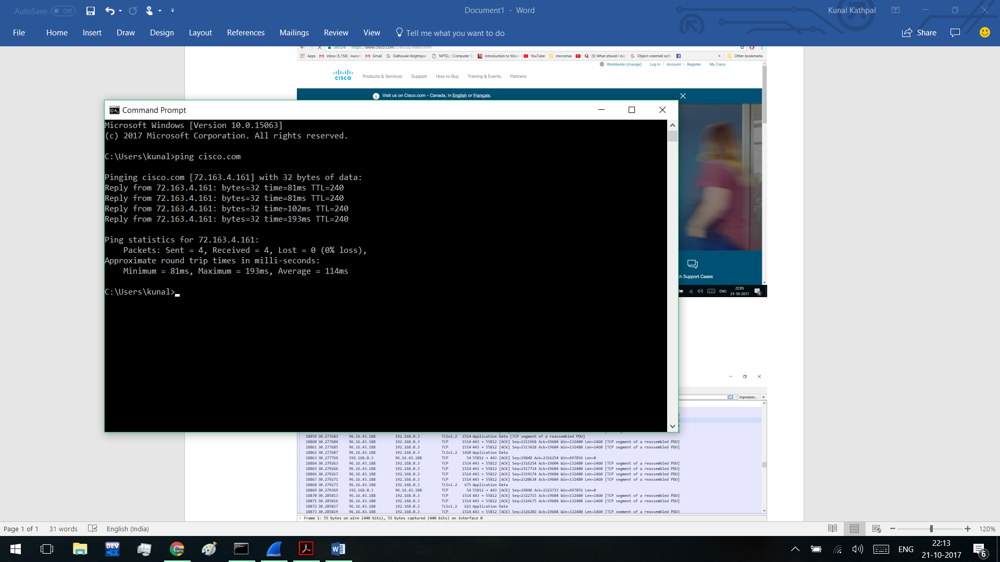 AutoSave Off
Document1 - Word
Kunal Kathpal
File Home Insert Draw Design Layout References Mailings Review View Tell me what you want to do
Share
Secure https://www.cisco.com/c/en/us/index.html
Apps Inbox (5,158) - kunal Gmail Dalhousie Brightspac NPTEL :: Computer S Introduction to Mode YouTube micromax (5) What should I exp Object-oriented soft Other bookmarks
Worldwide [change] Log In Account Register My Cisco
CISCO Products & Services Support How to Buy Training & Events Partners
Visit us on Cisco.com - Canada, in English or Français.
Command Prompt
Microsoft Windows [Version 10.0.15063]
(c) 2017 Microsoft Corporation. All rights reserved.
C:\Users\kunal>ping cisco.com
Pinging cisco.com [72.163.4.161] with 32 bytes of data:
Reply from 72.163.4.161: bytes=32 time=81ms TTL=240
Reply from 72.163.4.161: bytes=32 time=81ms TTL=240
Reply from 72.163.4.161: bytes=32 time=102ms TTL=240
Reply from 72.163.4.161: bytes=32 time=193ms TTL=240
Ping statistics for 72.163.4.161:
Packets: Sent = 4, Received = 4, Lost = 0 (0% loss),
Approximate round trip times in milli-seconds:
Minimum = 81ms, Maximum = 193ms, Average = 114ms
C:\Users\kunal>
ch Support Cases
ENG 22:05
21-10-2017
Expression...
18859 30.277683 96.16.43.188 192.168.0.3 TLSv1.2 1514 Application Data [TCP segment of a reassembled PDU]
18860 30.277684 96.16.43.188 192.168.0.3 TCP 1514 443 → 55812 [ACK] Seq=2311968 Ack=19604 Win=132480 Len=1460 [TCP segment of a reassembled PDU]
18861 30.277685 96.16.43.188 192.168.0.3 TCP 1514 443 → 55812 [ACK] Seq=2313428 Ack=19604 Win=132480 Len=1460 [TCP segment of a reassembled PDU]
18862 30.277687 96.16.43.188 192.168.0.3 TLSv1.2 1420 Application Data
18863 30.277769 192.168.0.3 96.16.43.188 TCP 54 55812 → 443 [ACK] Seq=19848 Ack=2316254 Win=697856 Len=0
18864 30.279263 96.16.43.188 192.168.0.3 TCP 1514 443 → 55812 [ACK] Seq=2316254 Ack=19604 Win=132480 Len=1460 [TCP segment of a reassembled PDU]
18865 30.279266 96.16.43.188 192.168.0.3 TCP 1514 443 → 55812 [ACK] Seq=2317714 Ack=19604 Win=132480 Len=1460 [TCP segment of a reassembled PDU]
18866 30.279267 96.16.43.188 192.168.0.3 TCP 1514 443 → 55812 [ACK] Seq=2319174 Ack=19604 Win=132480 Len=1460 [TCP segment of a reassembled PDU]
18867 30.279271 96.16.43.188 192.168.0.3 TCP 1514 443 → 55812 [ACK] Seq=2320634 Ack=19604 Win=132480 Len=1460 [TCP segment of a reassembled PDU]
18868 30.279273 96.16.43.188 192.168.0.3 TLSv1.2 675 Application Data
18869 30.279369 192.168.0.3 96.16.43.188 TCP 54 55812 → 443 [ACK] Seq=19848 Ack=2322715 Win=697856 Len=0
18870 30.285813 96.16.43.188 192.168.0.3 TCP 1514 443 → 55812 [ACK] Seq=2322715 Ack=19604 Win=132480 Len=1460 [TCP segment of a reassembled PDU]
18871 30.285816 96.16.43.188 192.168.0.3 TCP 1514 443 → 55812 [ACK] Seq=2324175 Ack=19604 Win=132480 Len=1460 [TCP segment of a reassembled PDU]
18872 30.285817 96.16.43.188 192.168.0.3 TLSv1.2 621 Application Data
18873 30.285819 96.16.43.188 192.168.0.3 TCP 1514 443 → 55812 [ACK] Seq=2326202 Ack=19604 Win=132480 Len=1460 [TCP segment of a reassembled PDU]
Frame 1: 55 bytes on wire (440 bits), 55 bytes captured (440 bits) on interface 0
Page 1 of 1 31 words English (India) 120%
DEV C++
BETA
ENG 22:13
21-10-2017
6